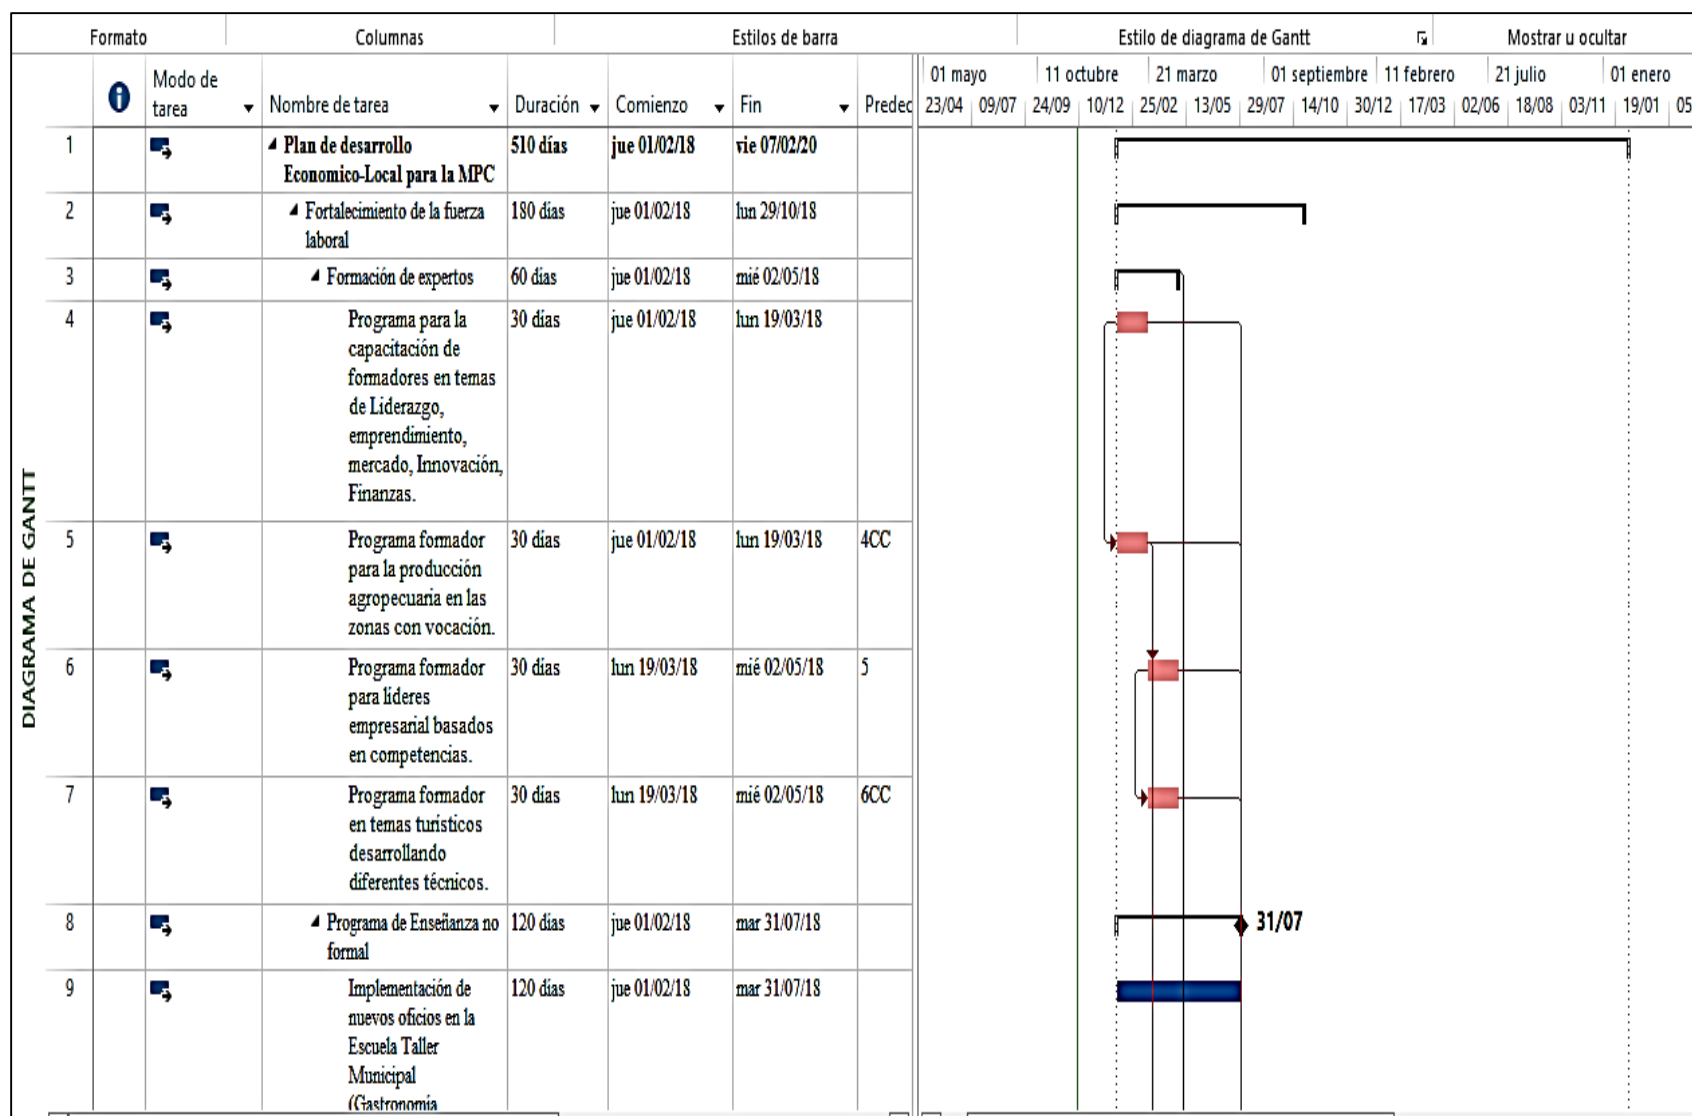 Formato Columnas Estilos de barra Estilo de diagrama de Gantt Mostrar u ocultar
Modo de tarea Nombre de tarea Duración Comienzo Fin Predec
01 mayo 11 octubre 21 marzo 01 septiembre 11 febrero 21 julio 01 enero
23/04 09/07 24/09 10/12 25/02 13/05 29/07 14/10 30/12 17/03 02/06 18/08 03/11 19/01 05
DIAGRAMA DE GANTT
1 Plan de desarrollo 510 días jue 01/02/18 vie 07/02/20
Economico-Local para la MPC
2 Fortalecimiento de la fuerza 180 días jue 01/02/18 lun 29/10/18
laboral
3 Formación de expertos 60 días jue 01/02/18 mié 02/05/18
4 Programa para la 30 días jue 01/02/18 lun 19/03/18
capacitación de
formadores en temas
de Liderazgo,
emprendimiento,
mercado, Innovación,
Finanzas.
5 Programa formador 30 días jue 01/02/18 lun 19/03/18 4CC
para la producción
agropecuaria en las
zonas con vocación.
6 Programa formador 30 días lun 19/03/18 mié 02/05/18 5
para líderes
empresarial basados
en competencias.
7 Programa formador 30 días lun 19/03/18 mié 02/05/18 6CC
en temas turísticos
desarrollando
diferentes técnicos.
8 Programa de Enseñanza no 120 días jue 01/02/18 mar 31/07/18 31/07
formal
9 Implementación de 120 días jue 01/02/18 mar 31/07/18
nuevos oficios en la
Escuela Taller
Municipal
(Gastronomía